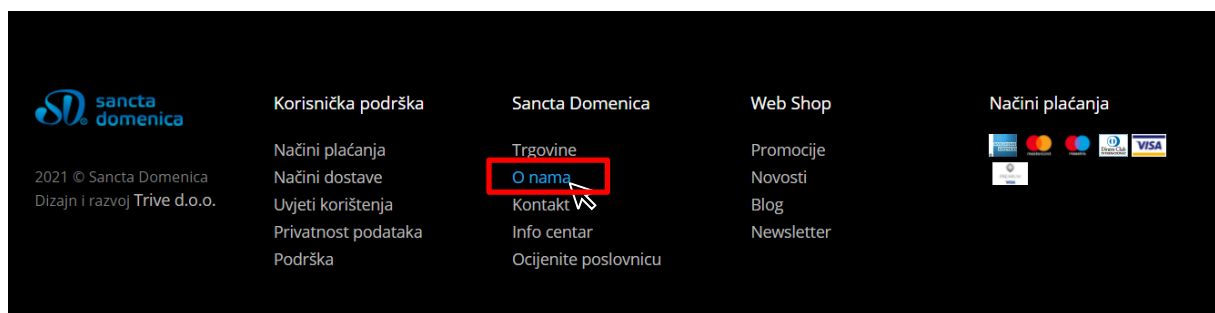 sancta
domenica
2021 © Sancta Domenica
Dizajn i razvoj Trive d.o.o.
Korisnička podrška
Načini plaćanja
Načini dostave
Uvjeti korištenja
Privatnost podataka
Podrška
Sancta Domenica
Trgovine
O nama
Kontakt
Info centar
Ocijenite poslovnicu
Web Shop
Promocije
Novosti
Blog
Newsletter
Načini plaćanja
VISA